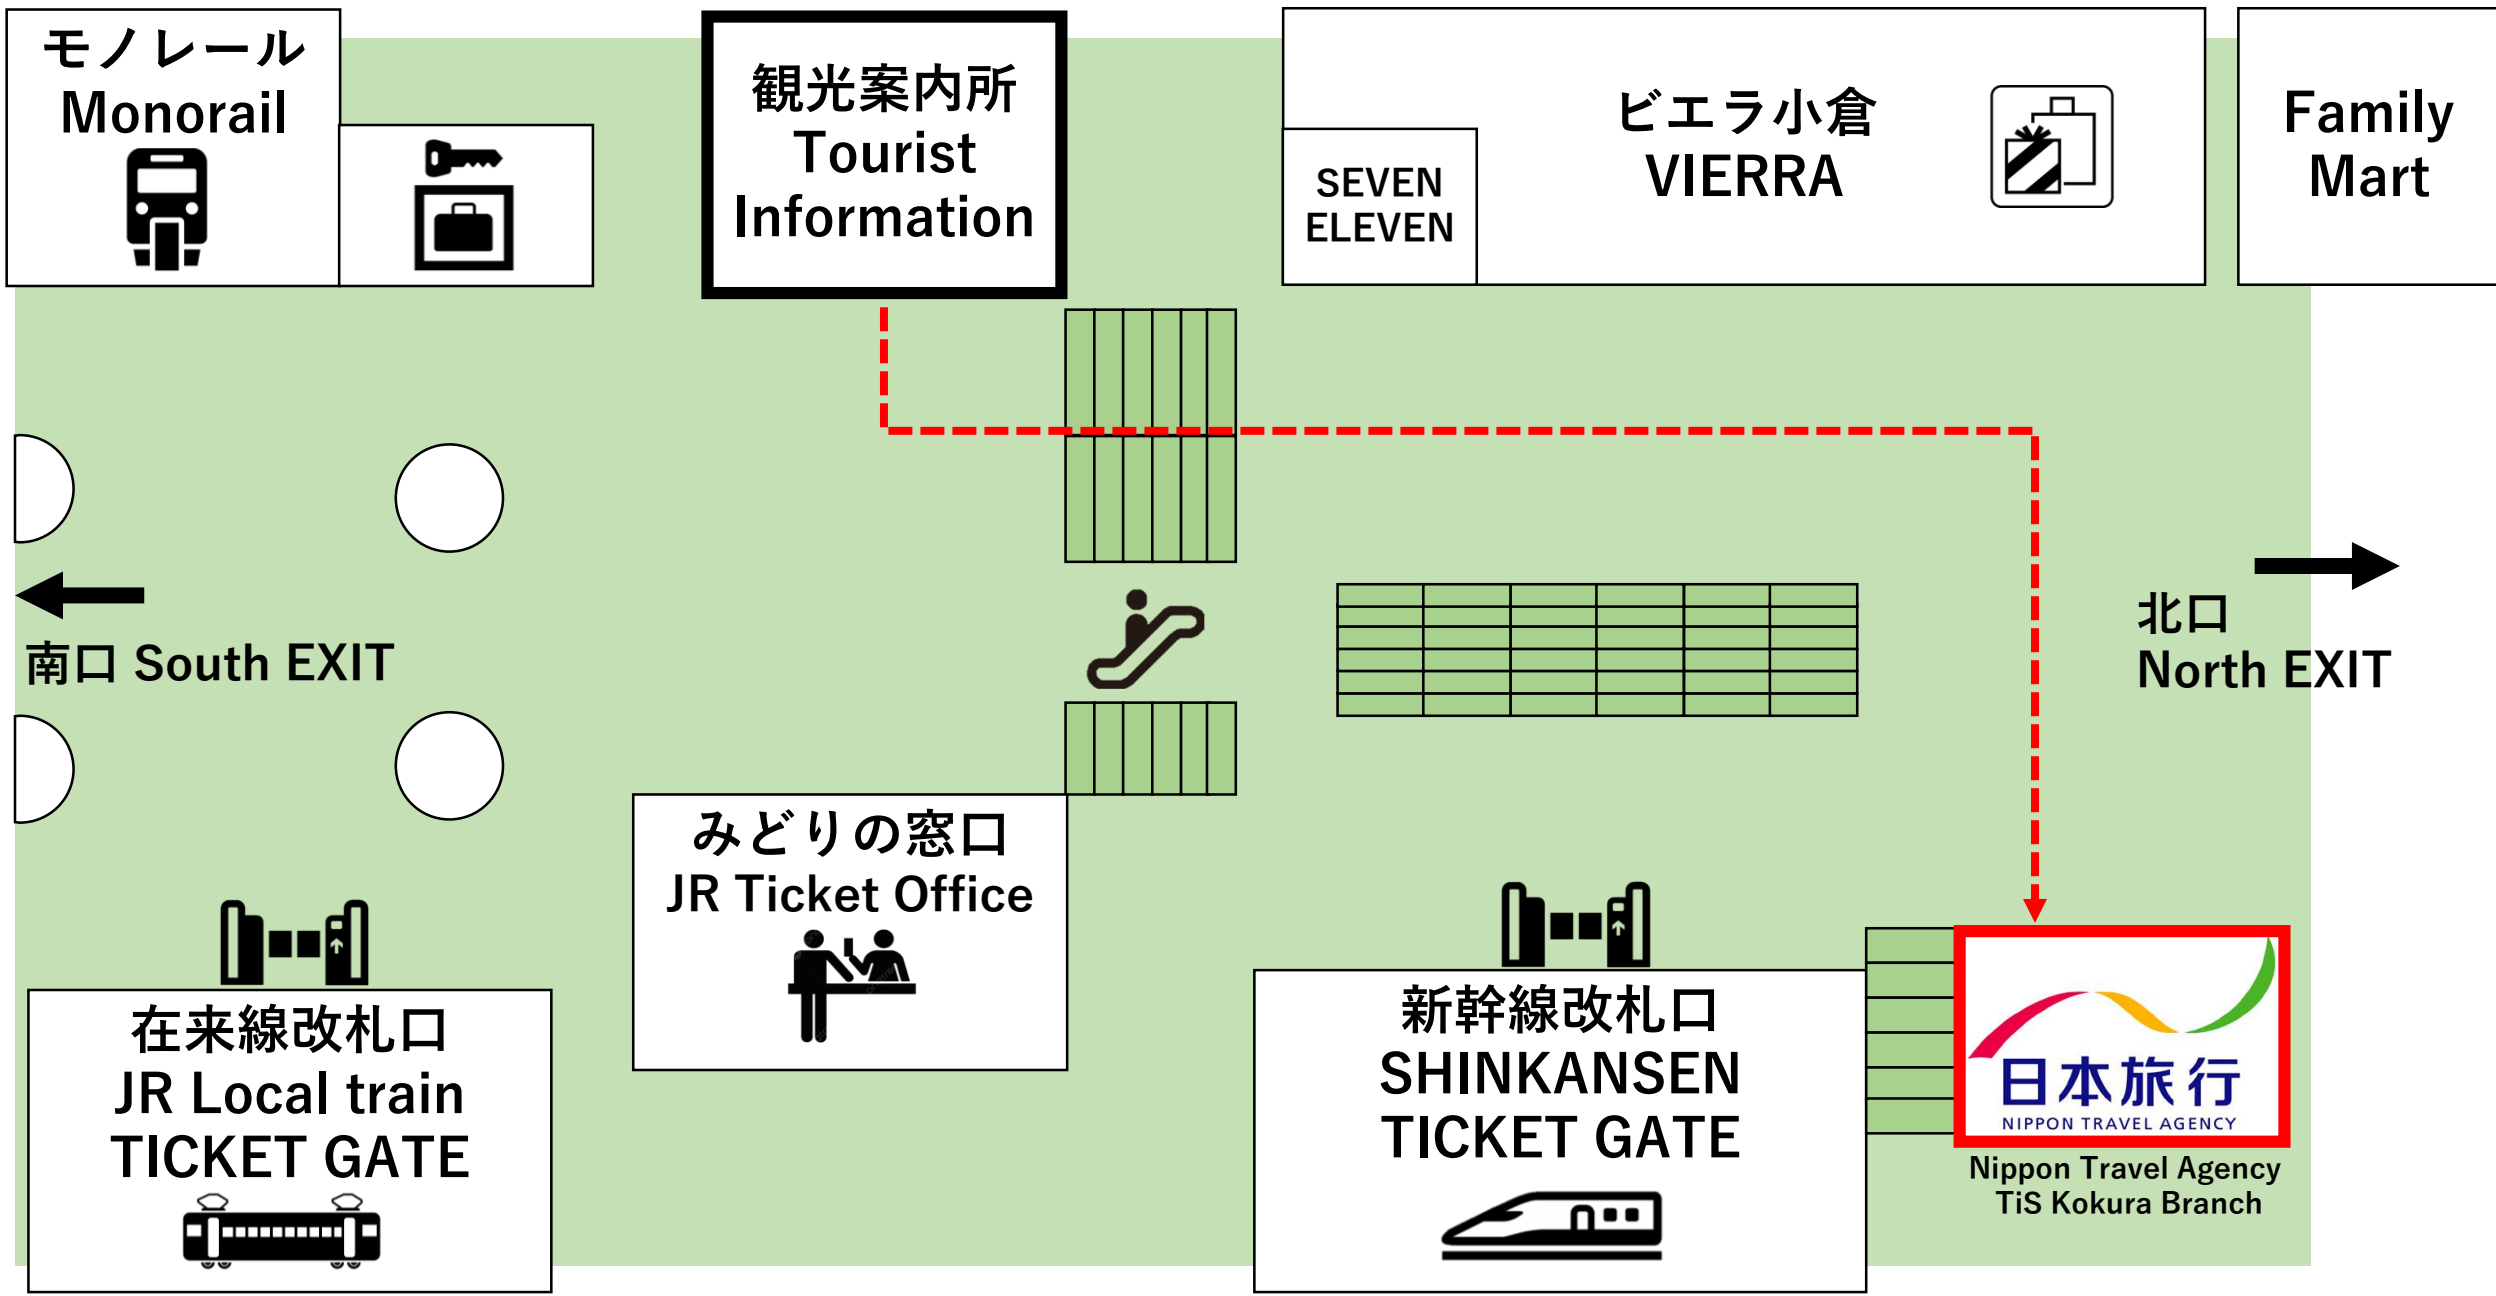 モノレール
Monorail
観光案内所
Tourist
Information
ビエラ小倉
VIERRA
SEVEN
ELEVEN
Family
Mart
南口 South EXIT
北口
North EXIT
みどりの窓口
JR Ticket Office
在来線改札口
JR Local train
TICKET GATE
新幹線改札口
SHINKANSEN
TICKET GATE
日本旅行
NIPPON TRAVEL AGENCY
Nippon Travel Agency
TiS Kokura Branch